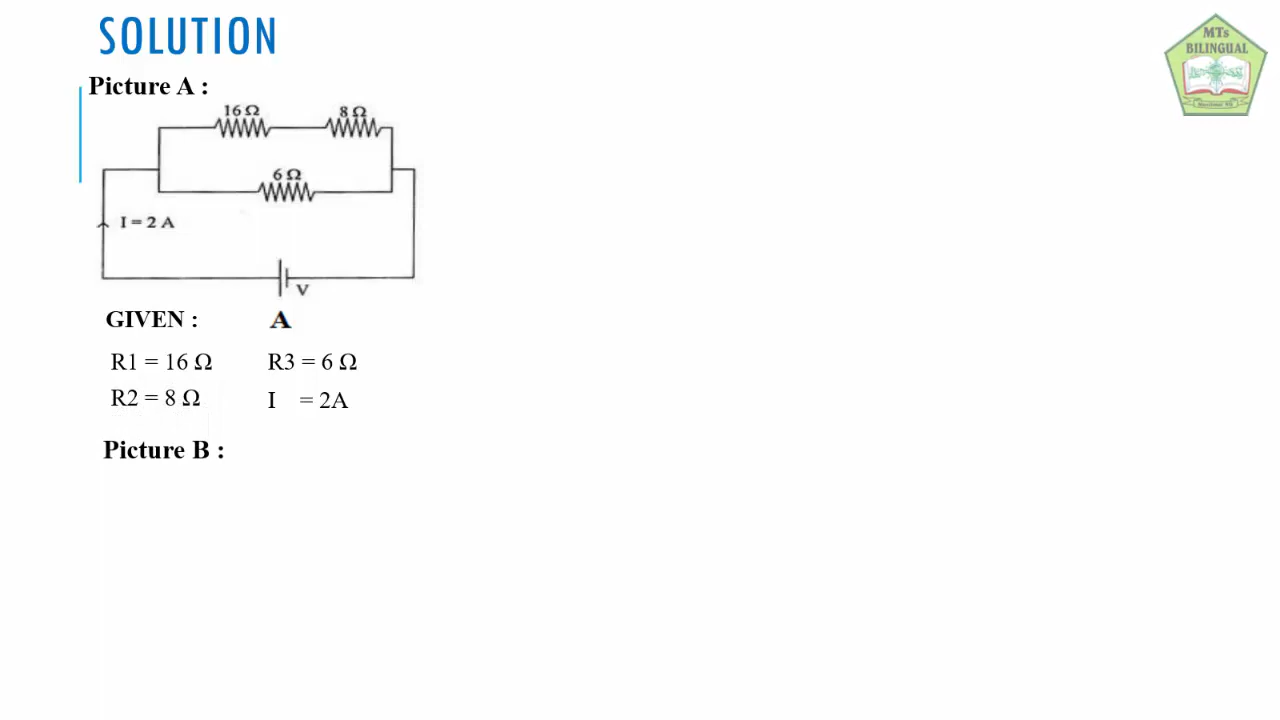 SOLUTION
MTs
BILINGUAL
Picture A :
16 Ω
8 Ω
6 Ω
I = 2 A
V
GIVEN :
A
R1 = 16 Ω
R3 = 6 Ω
R2 = 8 Ω
I = 2A
Picture B :